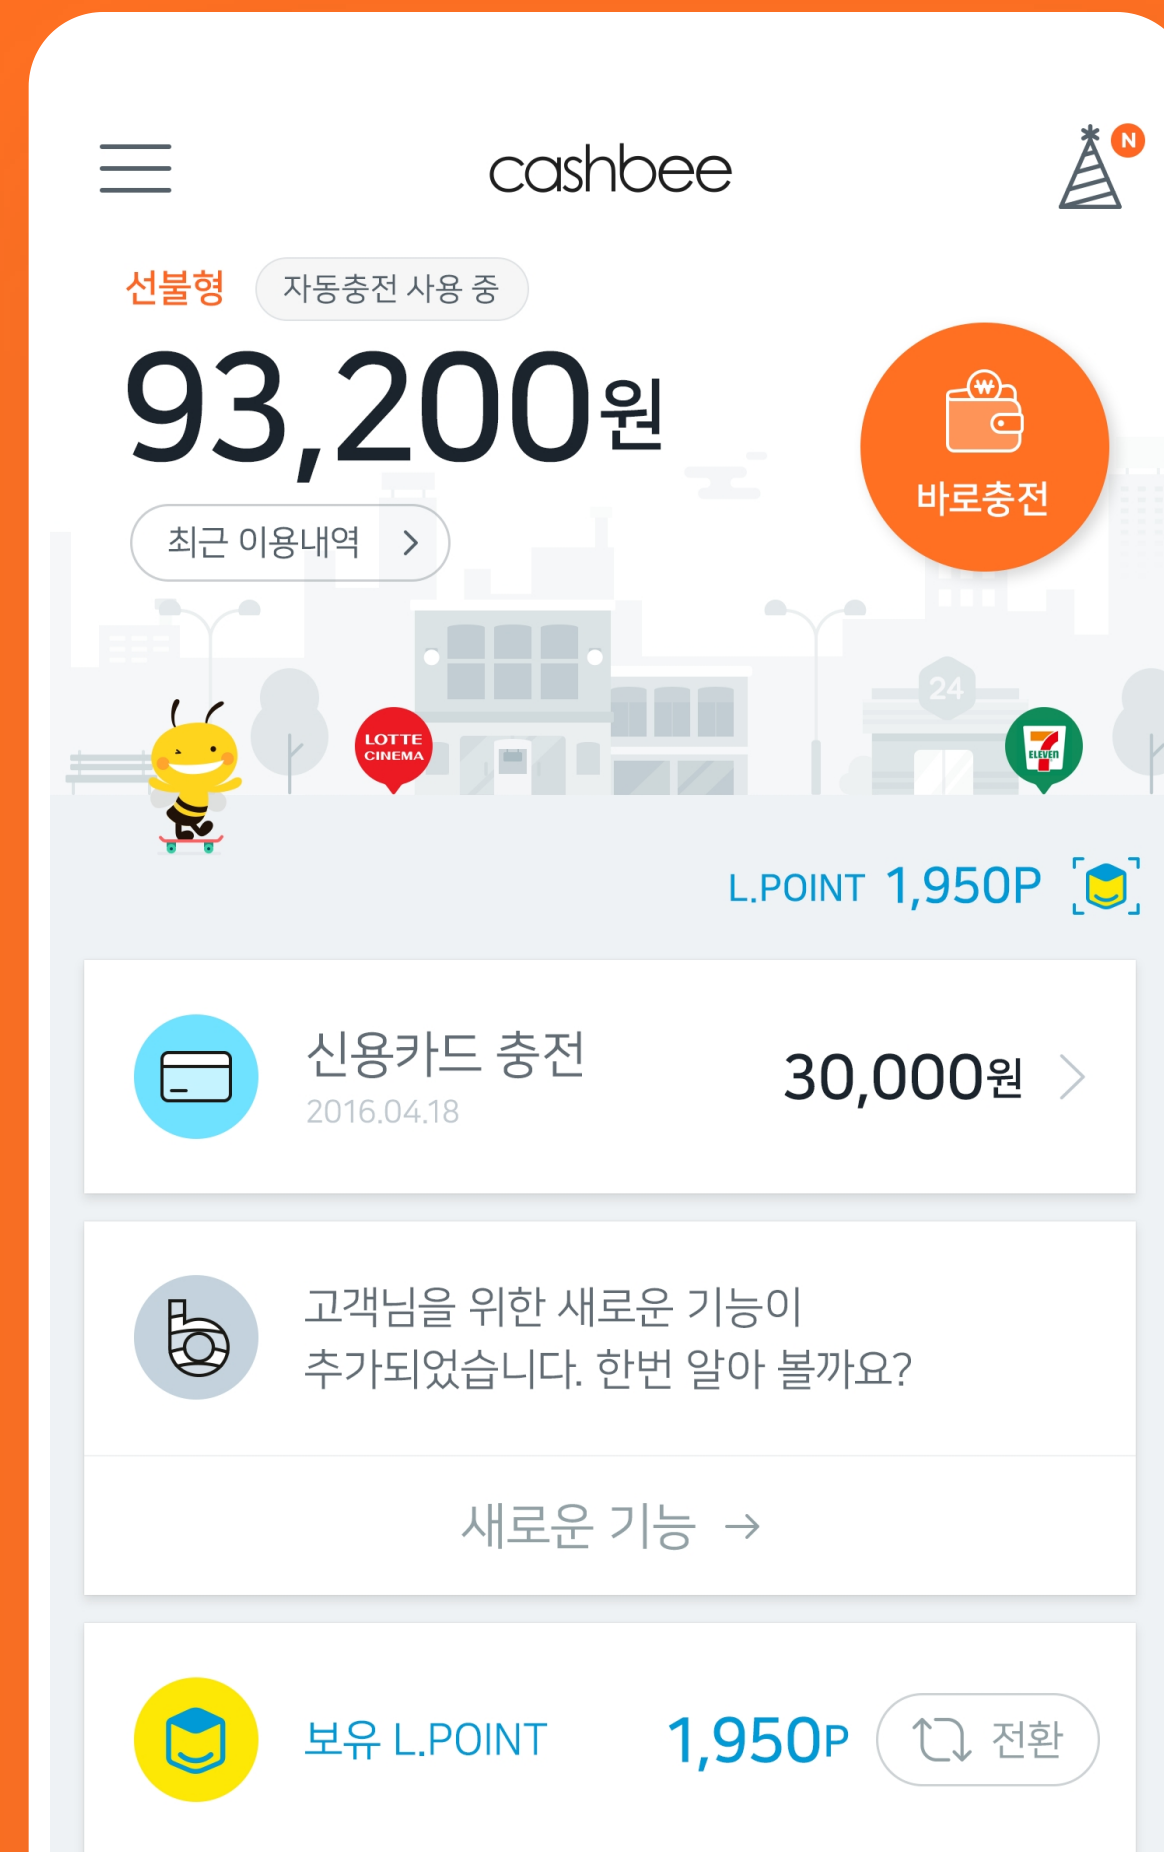 cashbee
N
선불형 자동충전 사용 중
93,200원
바로충전
최근 이용내역
24
LOTTE
CINEMA
7
ELEVEn
L.POINT 1,950P
신용카드 충전
30,000원
2016.04.18
고객님을 위한 새로운 기능이
추가되었습니다. 한번 알아 볼까요?
새로운 기능 →
보유 L.POINT 1,950P 전환